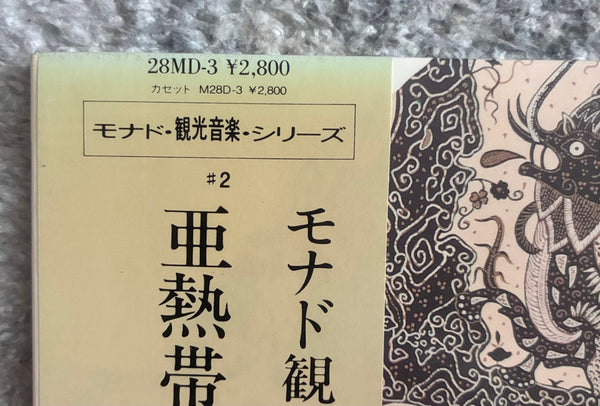 28MD-3 ¥2,800
カセット M28D-3 ¥2,800
モナド・観光音楽・シリーズ
#2
モナド観
亜熱帯